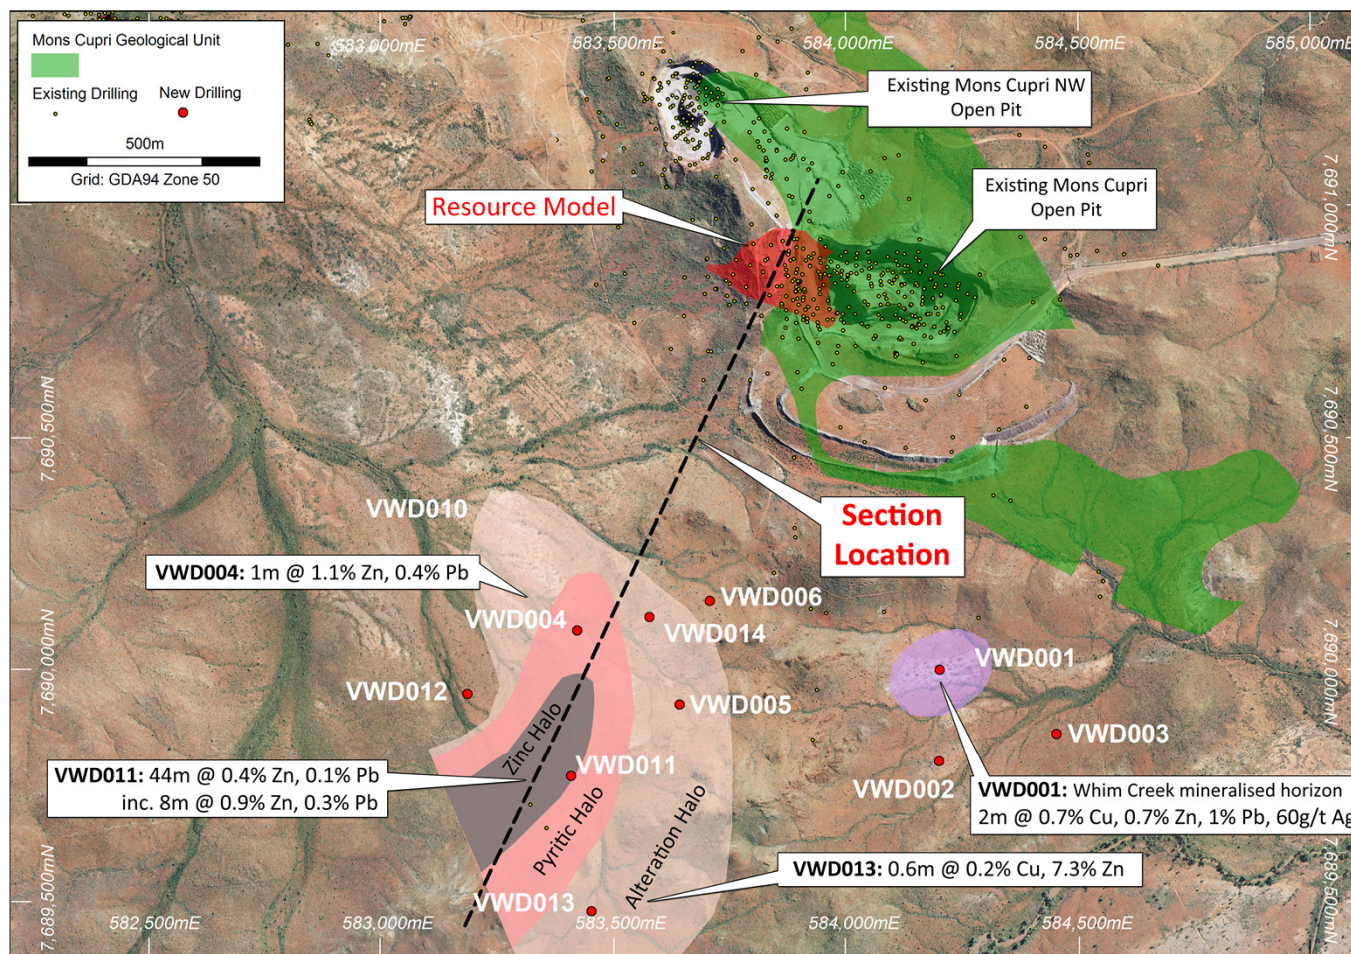 Mons Cupri Geological Unit
Existing Drilling New Drilling
500m
Grid: GDA94 Zone 50
583,000mE
583,500mE
584,000mE
584,500mE
585,000mE
Existing Mons Cupri NW
Open Pit
Existing Mons Cupri
Open Pit
Resource Model
7,691,000mN
7,691,000mN
7,690,500mN
7,690,500mN
Section
Location
VWD010
VWD004: 1m @ 1.1% Zn, 0.4% Pb
VWD004
VWD006
VWD014
VWD001
VWD012
VWD005
VWD003
7,690,000mN
7,690,000mN
Zinc Halo
VWD011: 44m @ 0.4% Zn, 0.1% Pb
inc. 8m @ 0.9% Zn, 0.3% Pb
VWD011
VWD002
VWD001: Whim Creek mineralised horizon
2m @ 0.7% Cu, 0.7% Zn, 1% Pb, 60g/t Ag
Pyritic Halo
Alteration Halo
VWD013: 0.6m @ 0.2% Cu, 7.3% Zn
VWD013
7,689,500mN
7,689,500mN
582,500mE
583,000mE
583,500mE
584,000mE
584,500mE